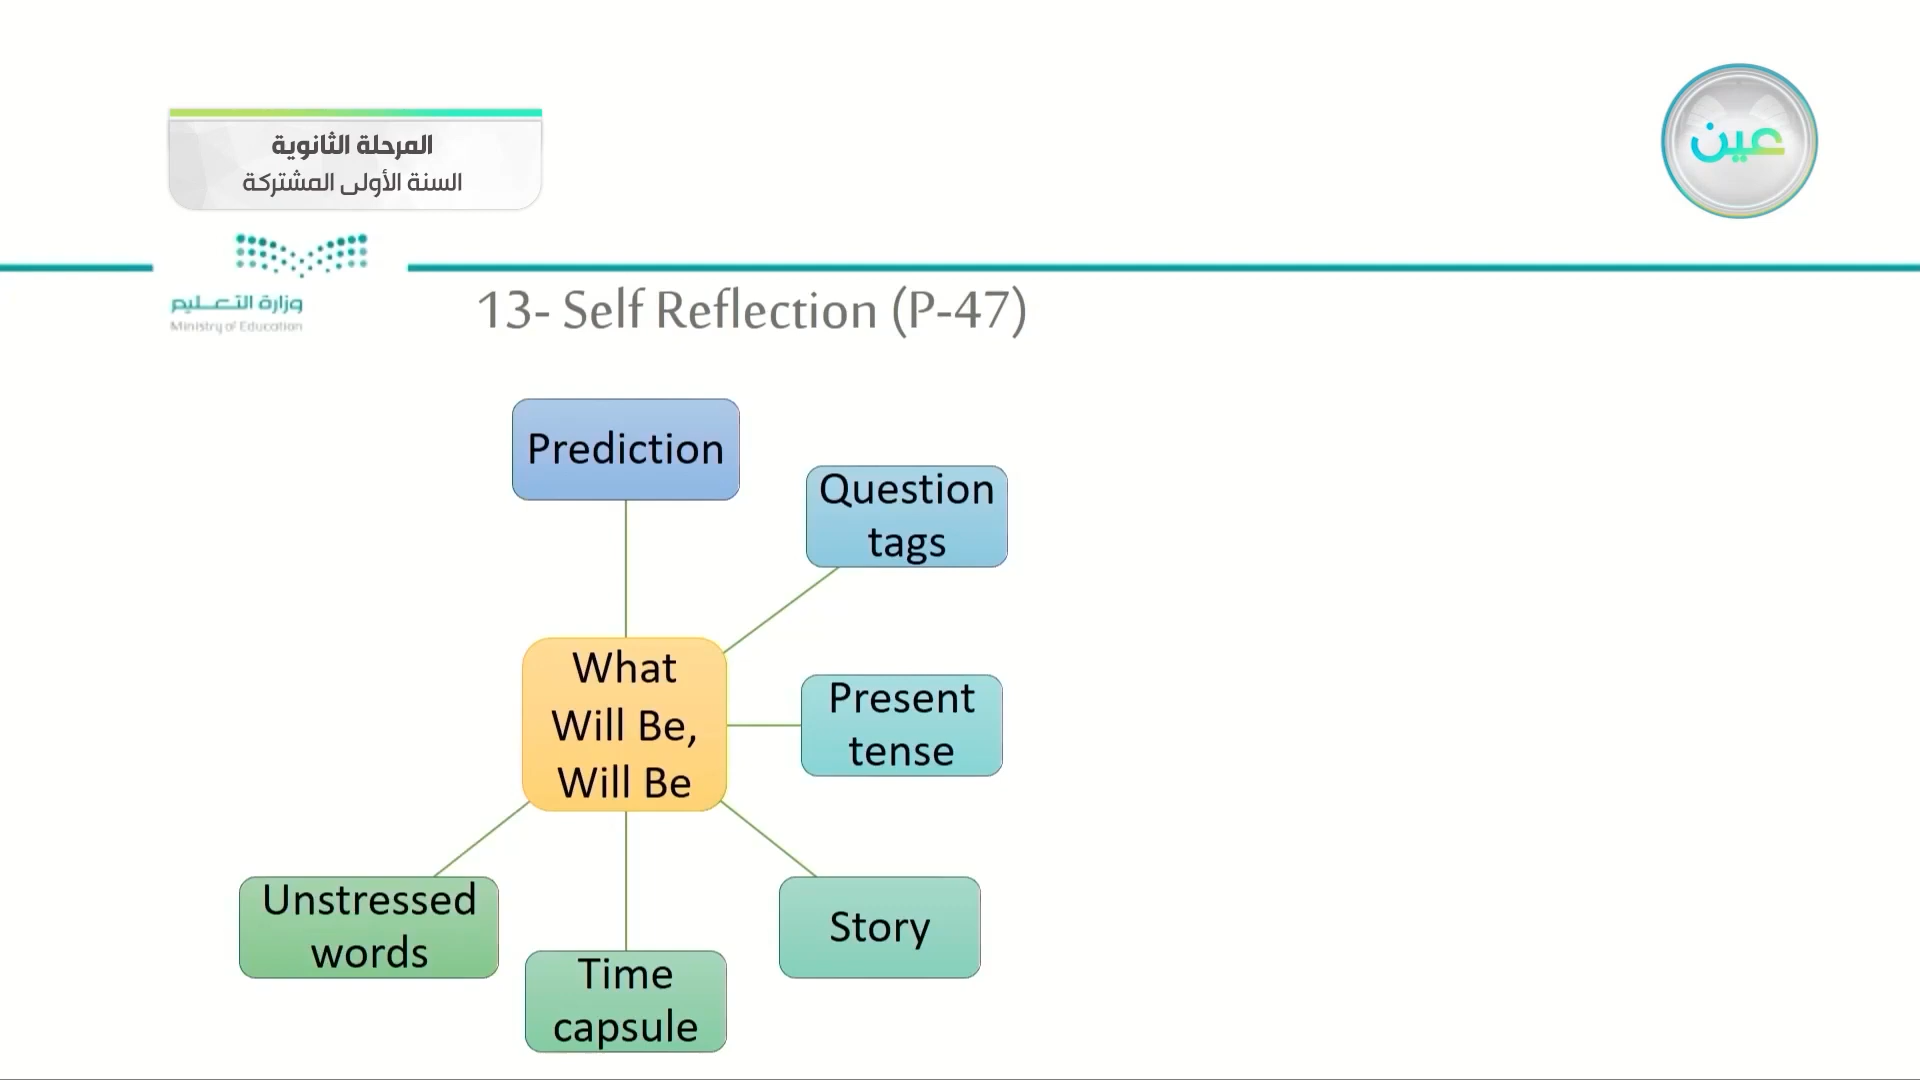 المرحلة الثانوية
السنة الأولى المشتركة
عين
وزارة التعليم
Ministry of Education
13- Self Reflection (P-47)
Prediction
Question
tags
What
Will Be,
Will Be
Present
tense
Unstressed
words
Time
capsule
Story